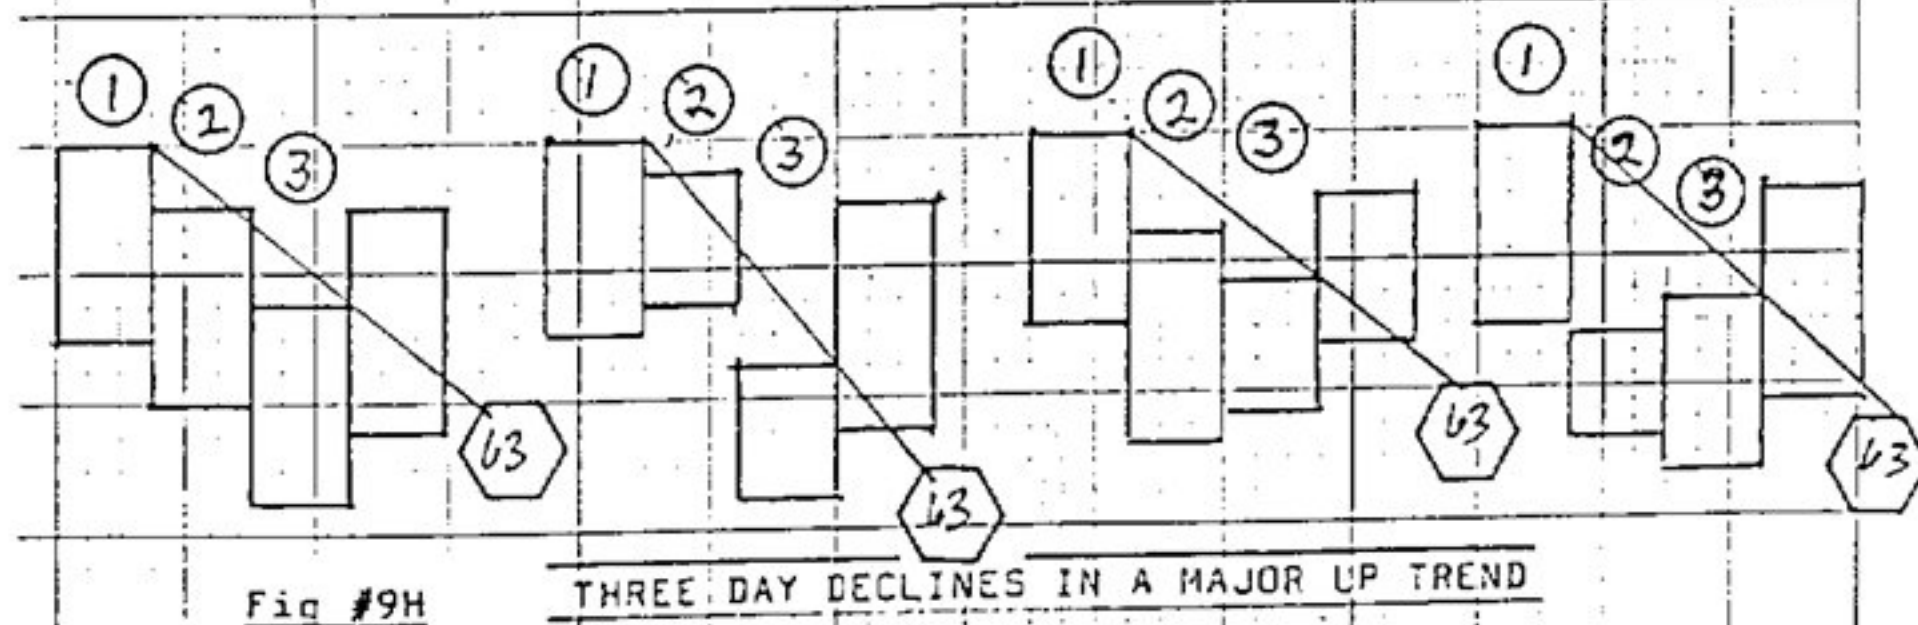 1 2 3 1 2 3 1 2 3 1 2 3
63 63 63 63
THREE DAY DECLINES IN A MAJOR UP TREND
Fig #9H